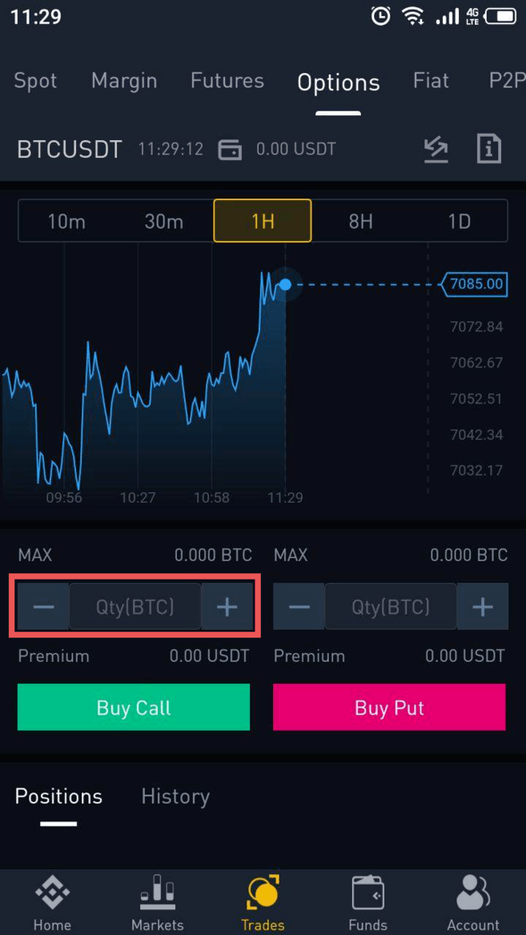 11:29 4G LTE
Spot Margin Futures Options Fiat P2P
BTCUSDT 11:29:12 0.00 USDT
10m 30m 1H 8H 1D
7085.00
7072.84
7062.67
7052.51
7042.34
7032.17
09:56 10:27 10:58 11:29
MAX 0.000 BTC MAX 0.000 BTC
− Qty(BTC) + − Qty(BTC) +
Premium 0.00 USDT Premium 0.00 USDT
Buy Call Buy Put
Positions History
Home Markets Trades Funds Account